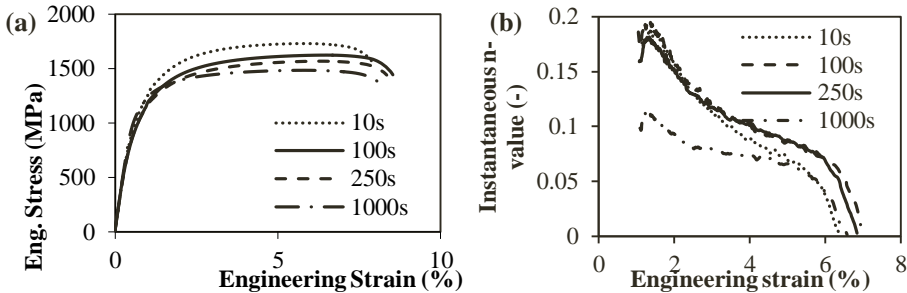 (a)
2000
1500
1000
500
0
Eng. Stress (MPa)
10s
100s
250s
1000s
0
5
10
Engineering Strain (%)
(b)
0.2
0.15
0.1
0.05
0
Instantaneous n-
value (-)
10s
100s
250s
1000s
0
2
4
6
8
Engineering strain (%)